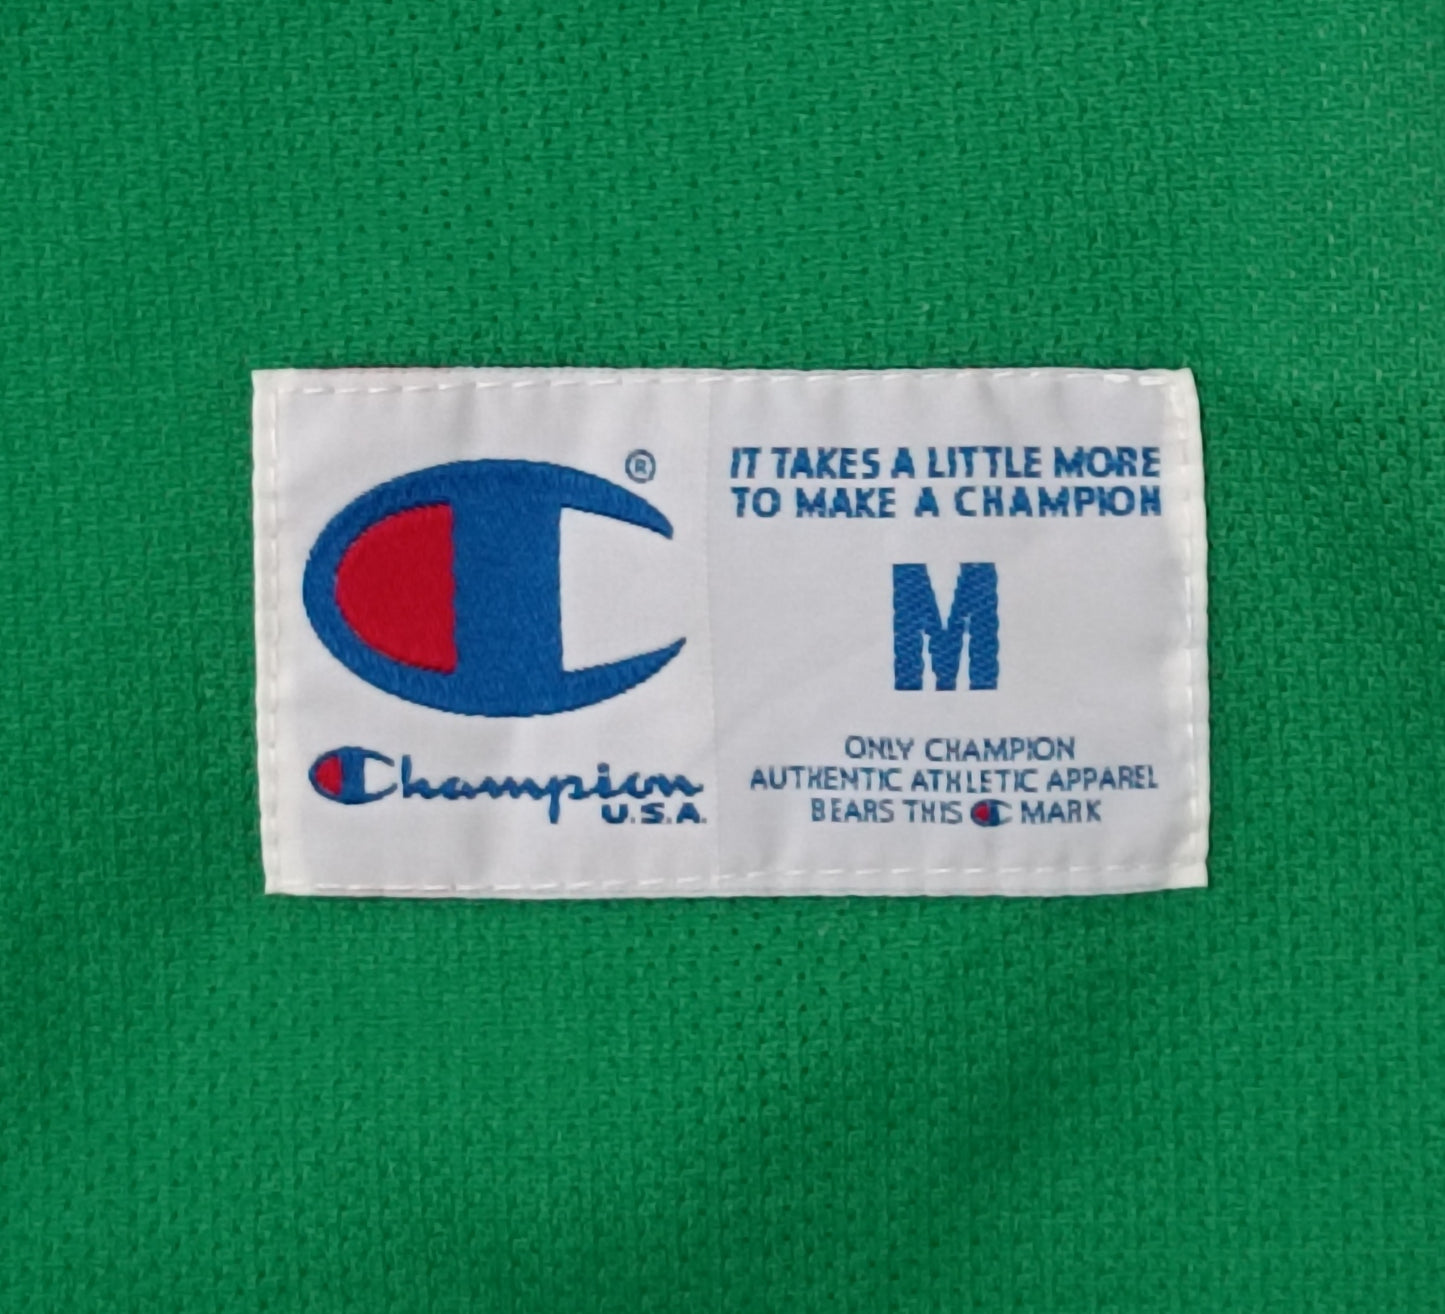 ®
Champion
U.S.A.
IT TAKES A LITTLE MORE
TO MAKE A CHAMPION
M
ONLY CHAMPION
AUTHENTIC ATHLETIC APPAREL
BEARS THIS C MARK